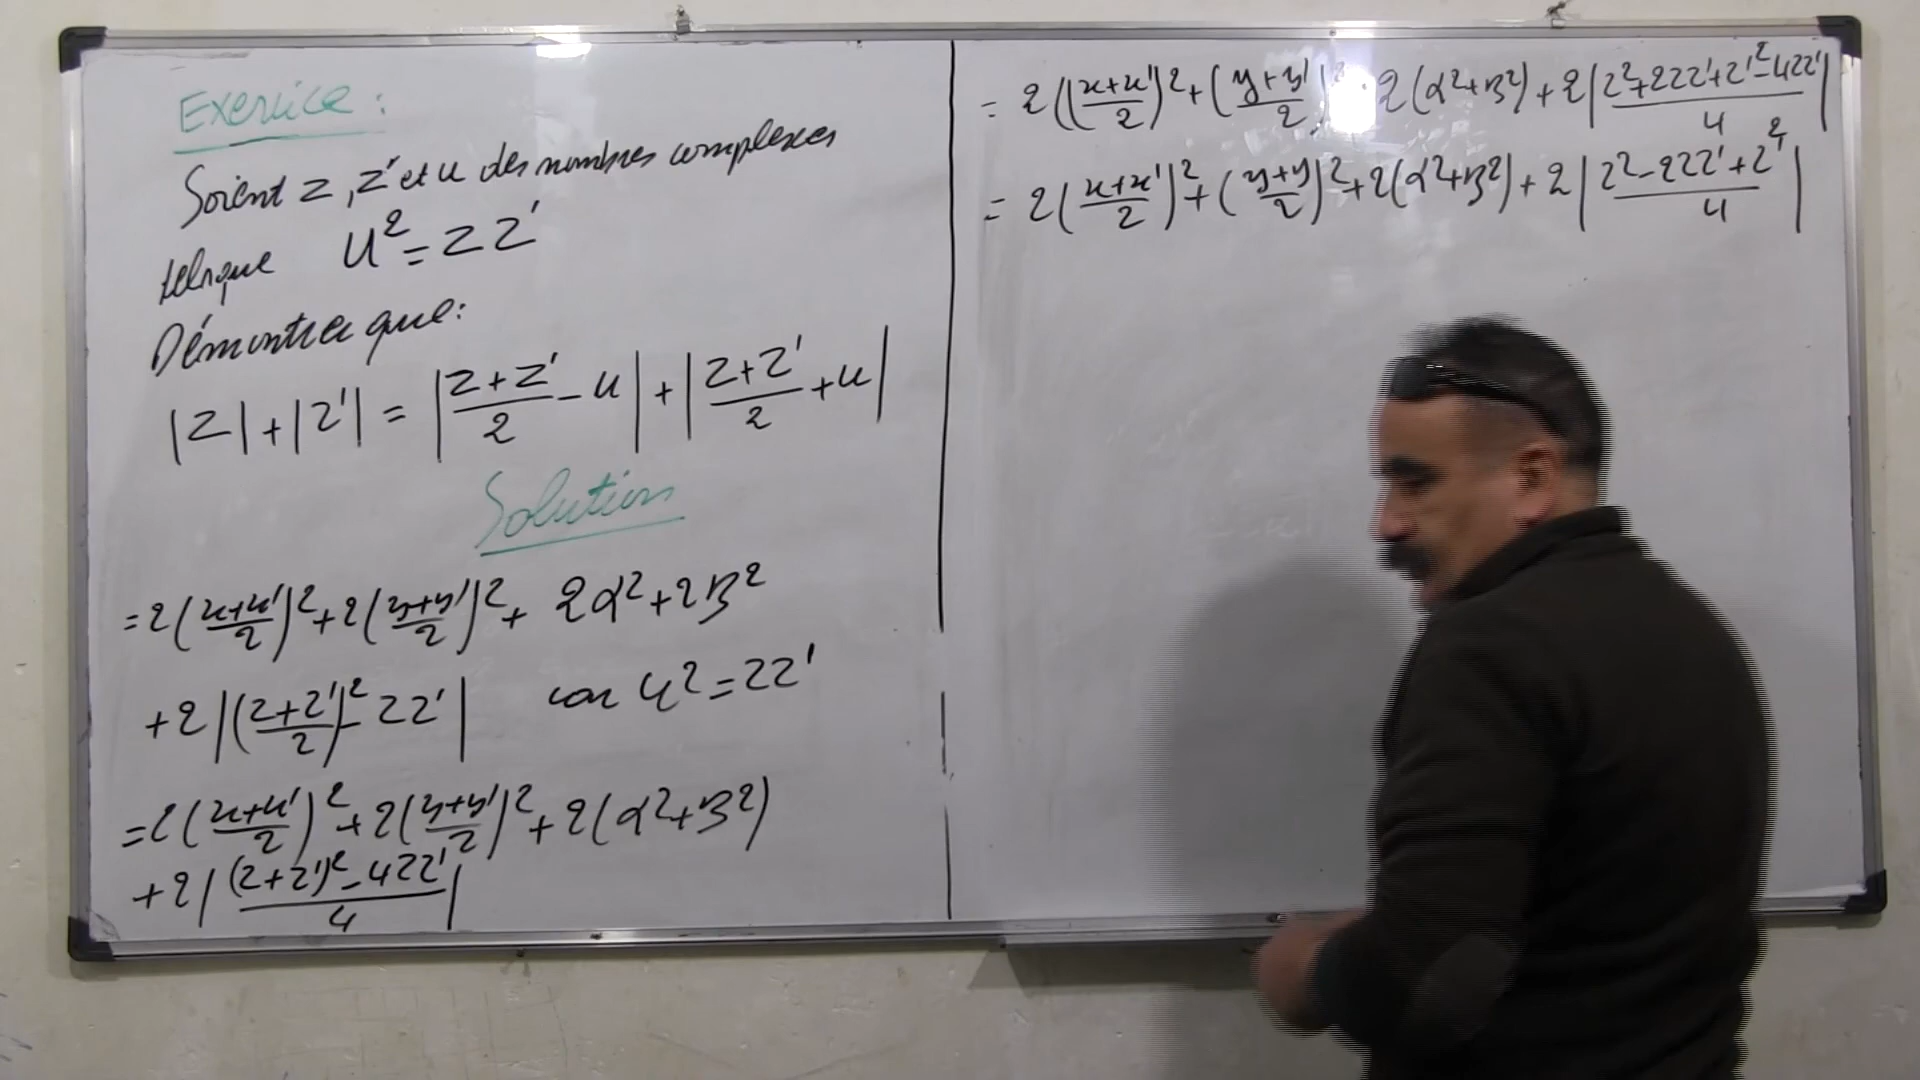 Exercice :
Soient z, z' et u des nombres complexes
telsque u² = zz'
Démontrer que :
|z| + |z'| = |(z+z')/2 - u| + |(z+z')/2 + u|
Solution
= 2((x+x')/2)² + 2((y+y')/2)² + 2α² + 2β²
+ 2|((z+z')/2)² - zz'| car u² = zz'
= 2((x+x')/2)² + 2((y+y')/2)² + 2(α²+β²)
+ 2|((z+z')² - 4zz')/4|
= 2((x+x')/2)² + ((y+y')/2) 2(α²+β²) + 2|(z²+2zz'+z'²-4zz')/4|
= 2((x+x')/2)² + ((y+y')/2)² + 2(α²+β²) + 2|(z²-2zz'+z'²)/4|